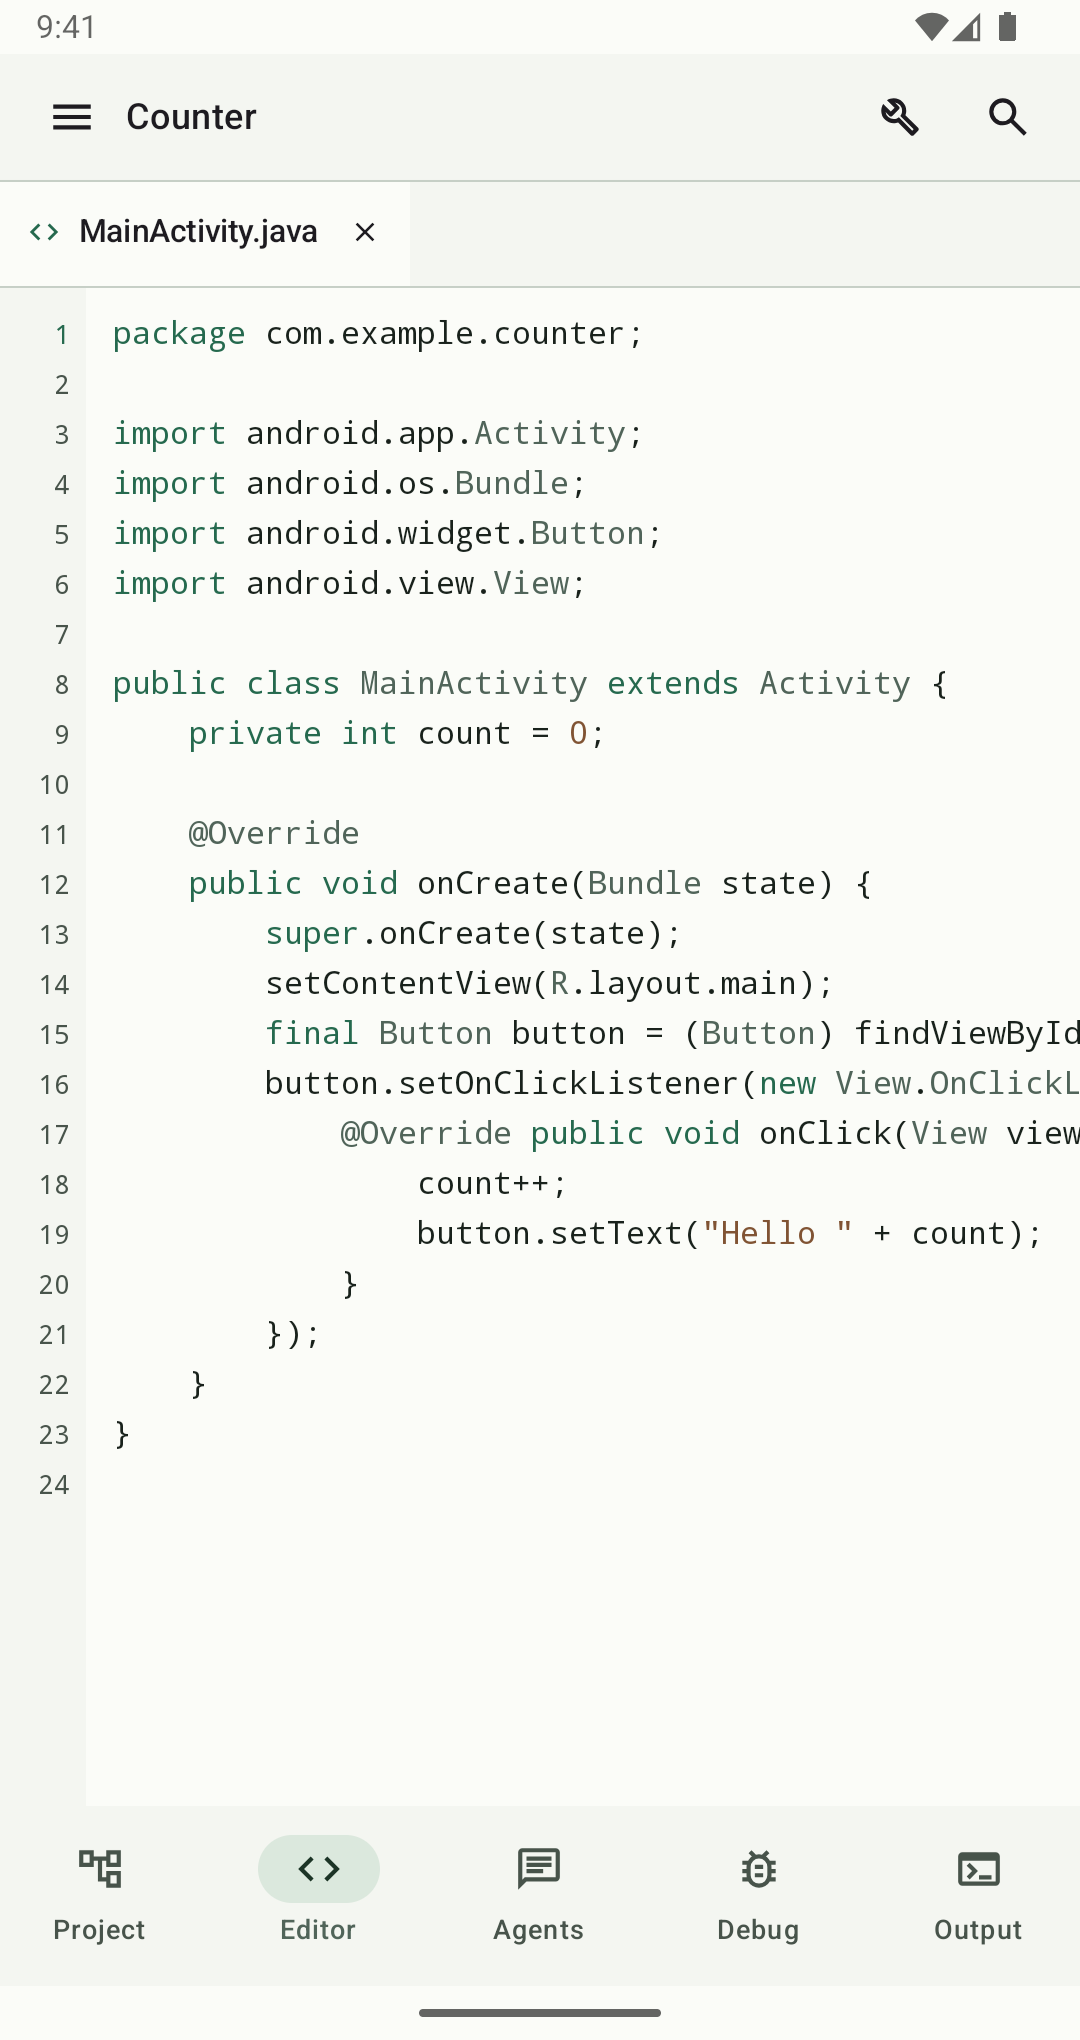 9:41
Counter
MainActivity.java
1 package com.example.counter;
2
3 import android.app.Activity;
4 import android.os.Bundle;
5 import android.widget.Button;
6 import android.view.View;
7
8 public class MainActivity extends Activity {
9     private int count = 0;
10
11     @Override
12     public void onCreate(Bundle state) {
13         super.onCreate(state);
14         setContentView(R.layout.main);
15         final Button button = (Button) findViewById
16         button.setOnClickListener(new View.OnClickL
17             @Override public void onClick(View view
18                 count++;
19                 button.setText("Hello " + count);
20             }
21         });
22     }
23 }
24
Project
Editor
Agents
Debug
Output